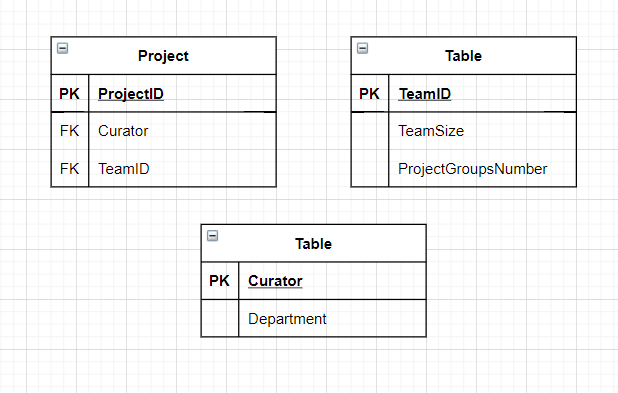 Project
PK ProjectID
FK Curator
FK TeamID
Table
PK TeamID
TeamSize
ProjectGroupsNumber
Table
PK Curator
Department